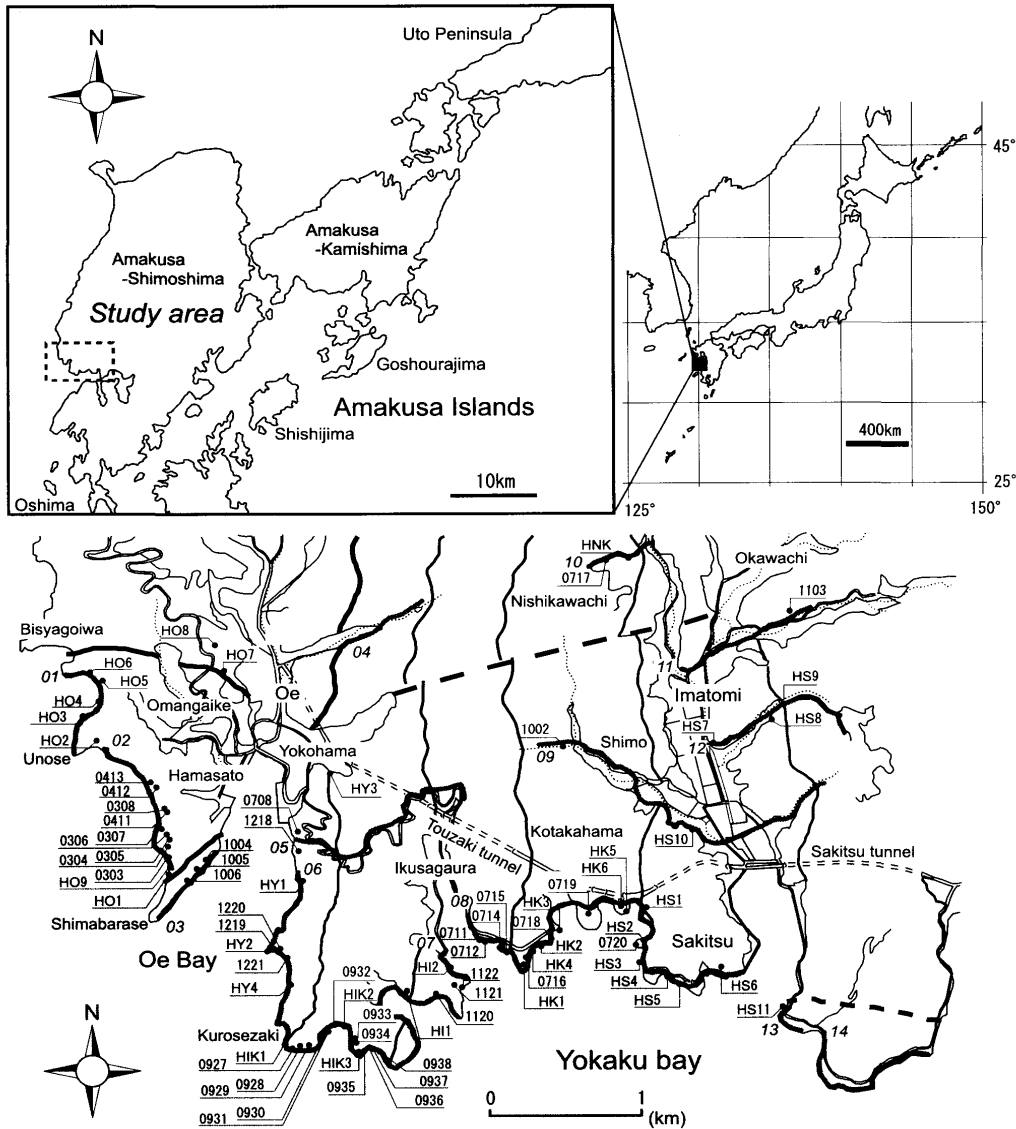 N
Uto Peninsula
Amakusa
-Shimoshima
Amakusa
-Kamishima
Study area
Goshourajima
Amakusa Islands
Shishijima
10km
Oshima
45°
400km
25°
125°
150°
Bisyagoiwa
HO8
HO7
HO6
HO5
01
HO4
HO3
HO2
02
Unose
Omangaike
Oe
04
Yokohama
HY3
Hamasato
0413
0412
0308
0411
0306
0307
0304
0305
0303
HO9
HO1
1004
1005
1006
Shimabarase
03
0708
1218
05
06
HY1
1220
1219
HY2
1221
HY4
Oe Bay
HNK
10
0717
Nishikawachi
Okawachi
1103
11
Imatomi
HS9
HS8
HS7
12
1002
09
Shimo
HS10
Touzaki tunnel
Kotakahama
Sakitsu tunnel
Ikusagaura
08
0711
0712
0714
0715
0718
HK3
0719
HK6
HK5
HK2
HK4
0716
HK1
HS1
HS2
0720
HS3
HS4
HS5
HS6
Sakitsu
HS11
13
14
07
HI2
1122
1121
1120
HI1
0932
HIK2
0933
0934
Kurosezaki
HIK1
0927
0928
0929
0930
0931
HIK3
0935
0938
0937
0936
Yokaku bay
N
0
1
(km)